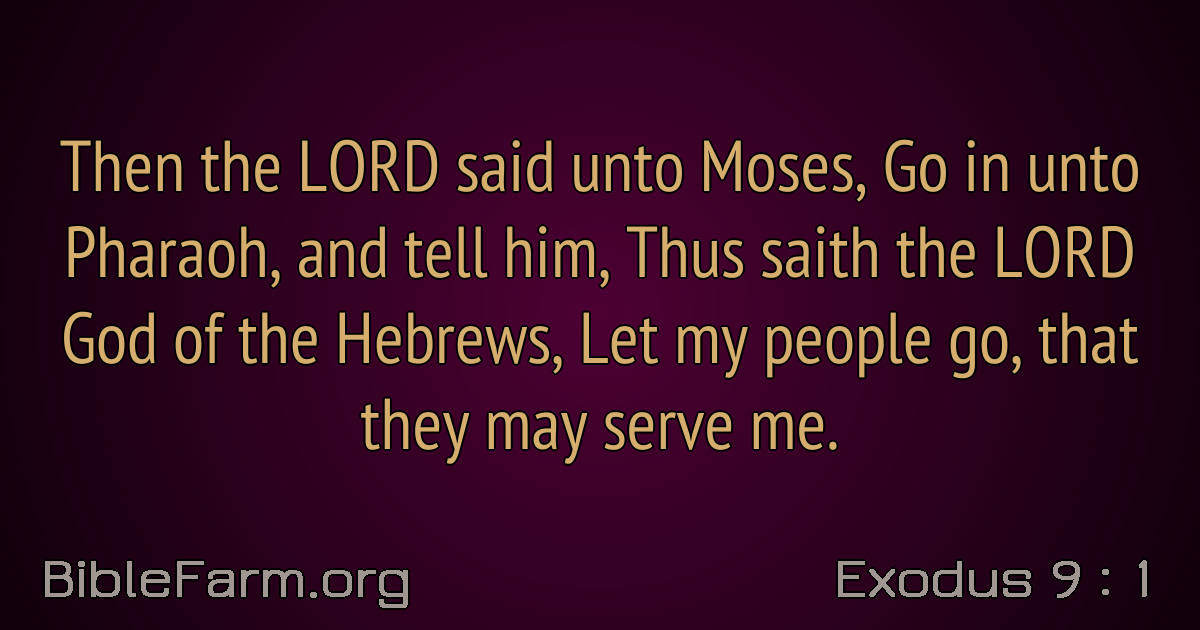 Then the LORD said unto Moses, Go in unto
Pharaoh, and tell him, Thus saith the LORD
God of the Hebrews, Let my people go, that
they may serve me.
BibleFarm.org
Exodus 9 : 1